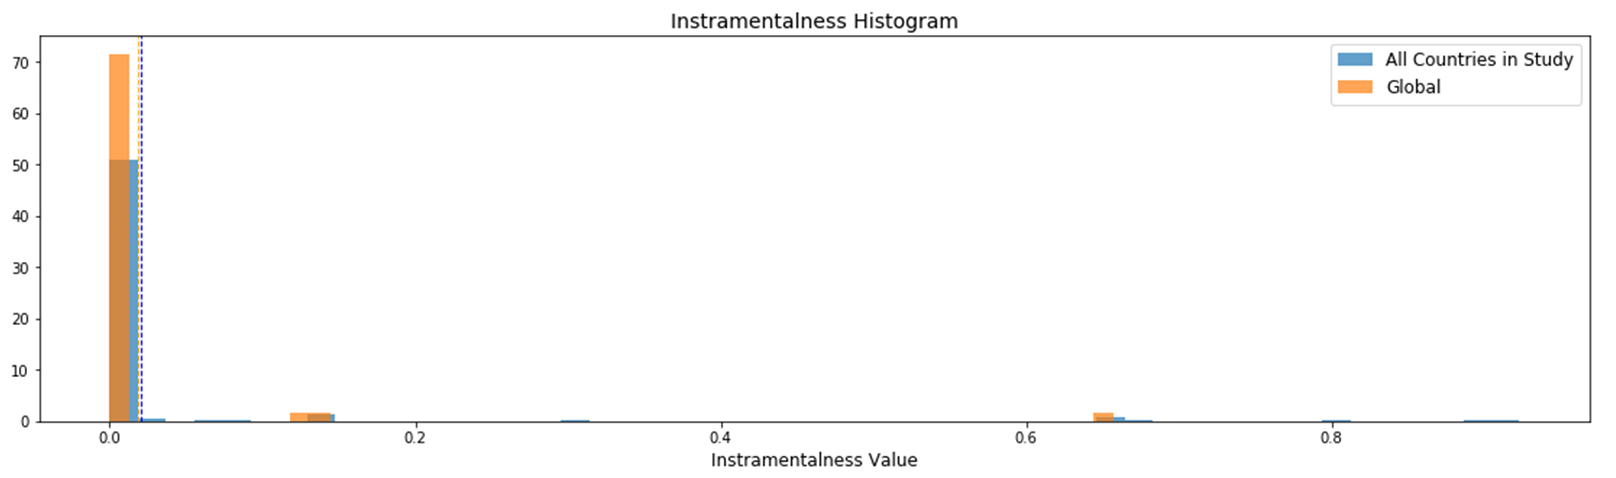 Instramentalness Histogram
All Countries in Study
Global
70
60
50
40
30
20
10
0
0.0 0.2 0.4 0.6 0.8
Instramentalness Value